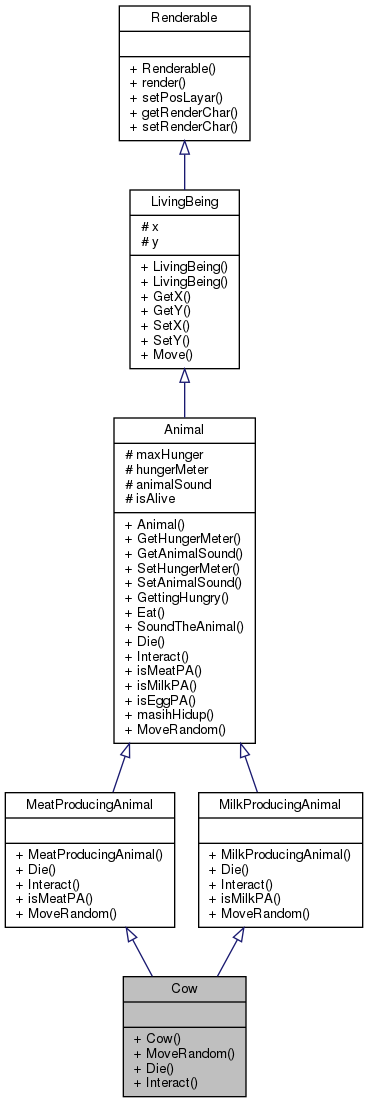 Renderable
+ Renderable()
+ render()
+ setPosLayar()
+ getRenderChar()
+ setRenderChar()
LivingBeing
# x
# y
+ LivingBeing()
+ LivingBeing()
+ GetX()
+ GetY()
+ SetX()
+ SetY()
+ Move()
Animal
# maxHunger
# hungerMeter
# animalSound
# isAlive
+ Animal()
+ GetHungerMeter()
+ GetAnimalSound()
+ SetHungerMeter()
+ SetAnimalSound()
+ GettingHungry()
+ Eat()
+ SoundTheAnimal()
+ Die()
+ Interact()
+ isMeatPA()
+ isMilkPA()
+ isEggPA()
+ masihHidup()
+ MoveRandom()
MeatProducingAnimal
+ MeatProducingAnimal()
+ Die()
+ Interact()
+ isMeatPA()
+ MoveRandom()
MilkProducingAnimal
+ MilkProducingAnimal()
+ Die()
+ Interact()
+ isMilkPA()
+ MoveRandom()
Cow
+ Cow()
+ MoveRandom()
+ Die()
+ Interact()